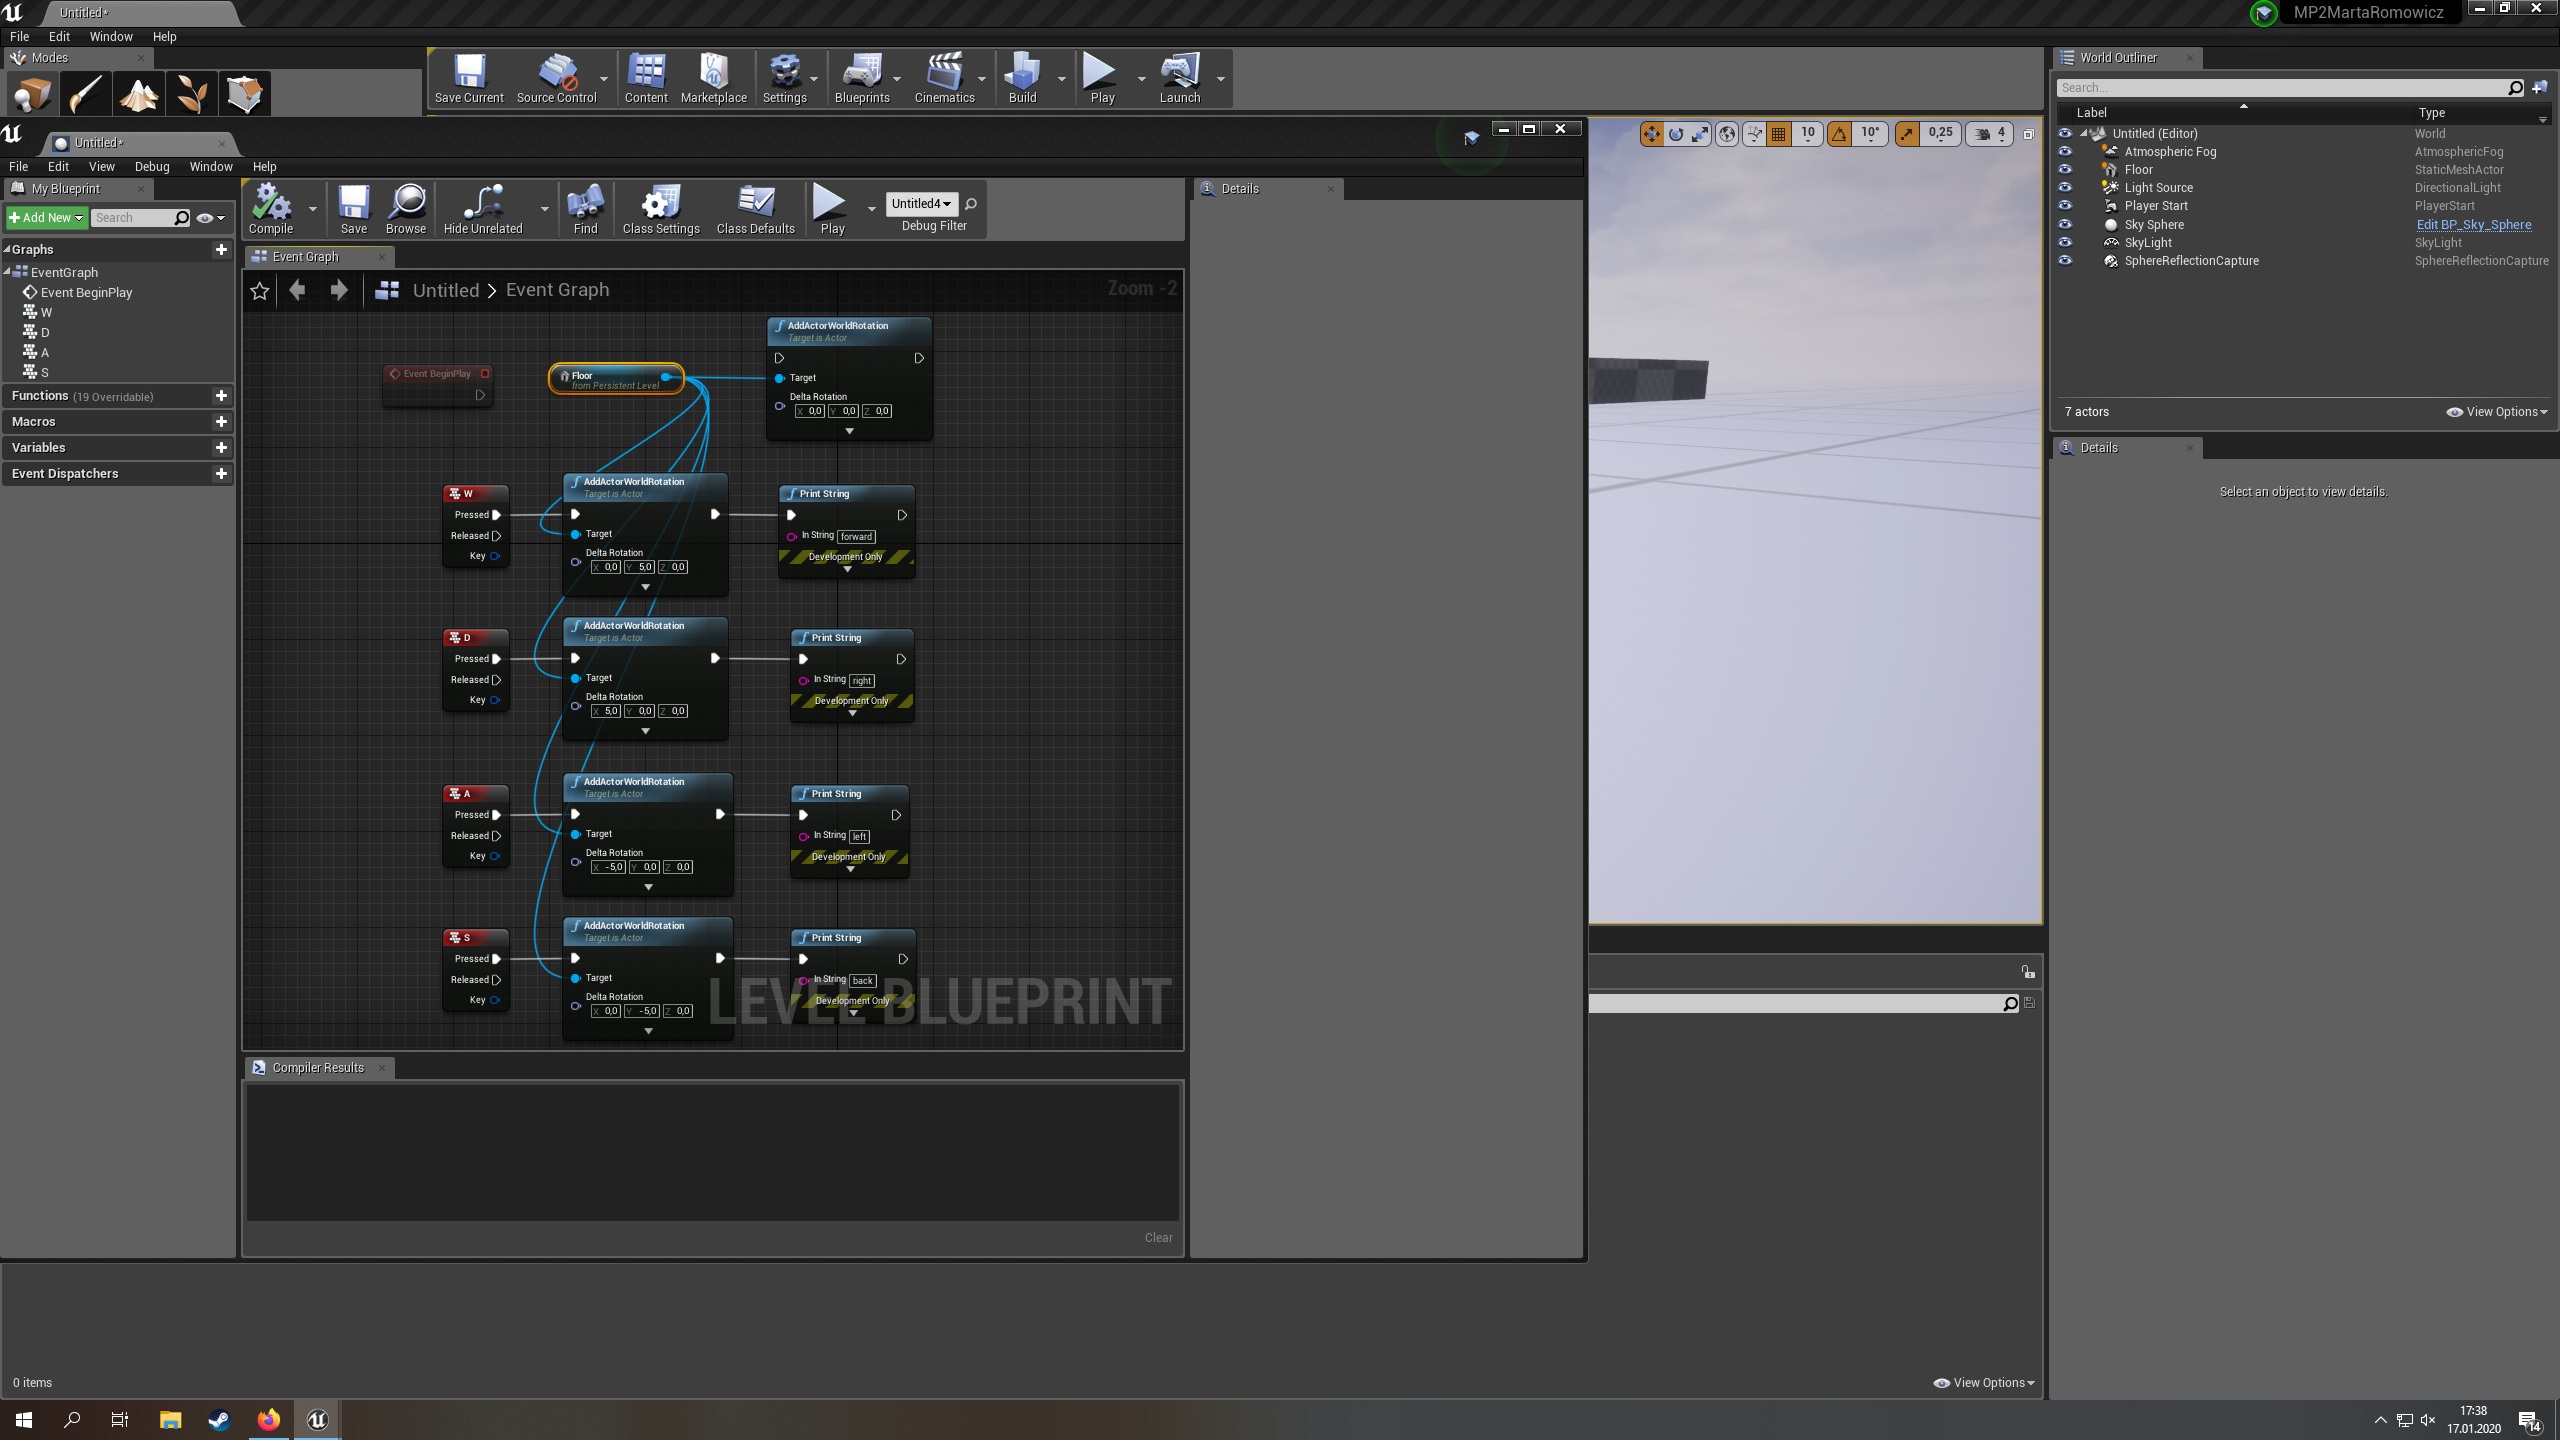 Untitled*
MP2MartaRomowicz
File Edit Window Help
Modes
Save Current Source Control Content Marketplace Settings Blueprints Cinematics Build Play Launch
World Outliner
Search...
Label Type
Untitled (Editor) World
Atmospheric Fog AtmosphericFog
Floor StaticMeshActor
Light Source DirectionalLight
Player Start PlayerStart
Sky Sphere Edit BP_Sky_Sphere
SkyLight SkyLight
SphereReflectionCapture SphereReflectionCapture
7 actors View Options
Details
Select an object to view details.
10 10° 0,25 4
Untitled*
File Edit View Debug Window Help
My Blueprint
Add New Search
Graphs
EventGraph
Event BeginPlay
W
D
A
S
Functions (19 Overridable)
Macros
Variables
Event Dispatchers
Compile Save Browse Hide Unrelated Find Class Settings Class Defaults Play
Untitled4
Debug Filter
Details
Event Graph
Untitled > Event Graph
Zoom -2
Event BeginPlay
Floor
from Persistent Level
AddActorWorldRotation
Target is Actor
Target
Delta Rotation
X 0,0 Y 0,0 Z 0,0
W
Pressed
Released
Key
AddActorWorldRotation
Target is Actor
Target
Delta Rotation
X 0,0 Y 5,0 Z 0,0
Print String
In String forward
Development Only
D
Pressed
Released
Key
AddActorWorldRotation
Target is Actor
Target
Delta Rotation
X 5,0 Y 0,0 Z 0,0
Print String
In String right
Development Only
A
Pressed
Released
Key
AddActorWorldRotation
Target is Actor
Target
Delta Rotation
X -5,0 Y 0,0 Z 0,0
Print String
In String left
Development Only
S
Pressed
Released
Key
AddActorWorldRotation
Target is Actor
Target
Delta Rotation
X 0,0 Y -5,0 Z 0,0
Print String
In String back
Development Only
LEVEL BLUEPRINT
Compiler Results
Clear
0 items View Options
17:38
17.01.2020
14